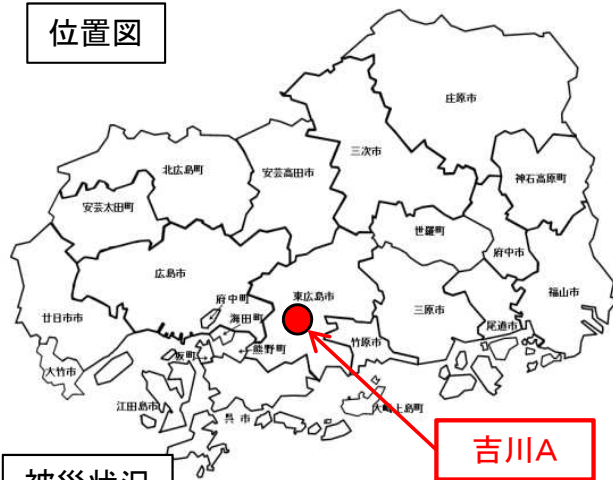 位置図
庄原市
三次市
北広島町
安芸高田市
神石高原町
安芸太田町
世羅町
府中市
広島市
東広島市
福山市
府中町
三原市
廿日市市
海田町
尾道市
竹原市
坂町
熊野町
大竹市
江田島市
大崎上島町
呉市
吉川A
被災状況